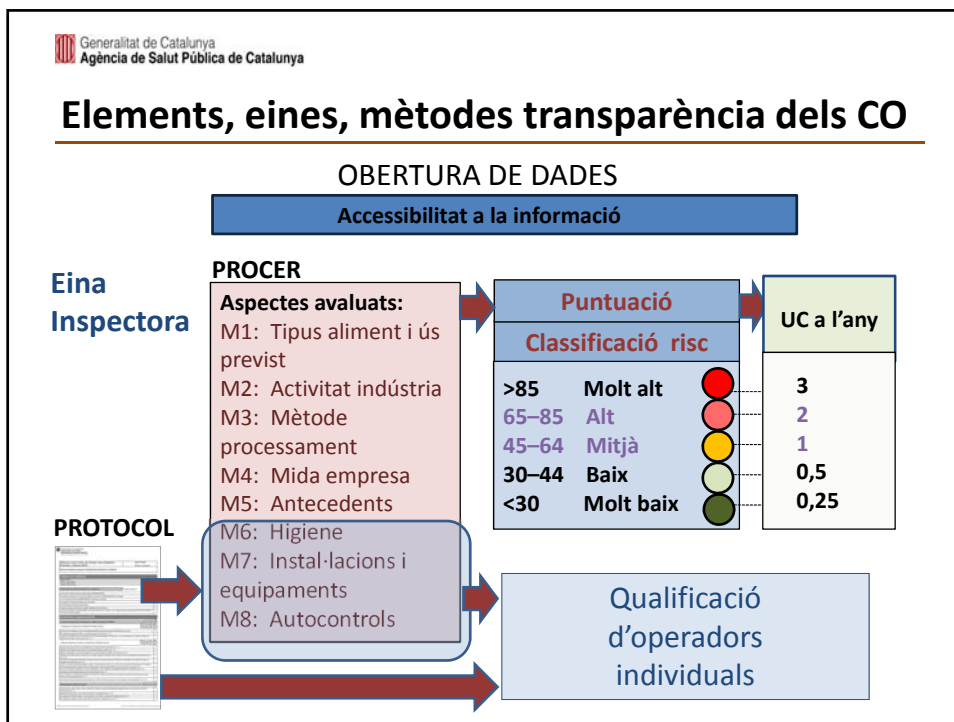 Generalitat de Catalunya
Agència de Salut Pública de Catalunya
Elements, eines, mètodes transparència dels CO
OBERTURA DE DADES
Accessibilitat a la informació
Eina
Inspectora
PROCER
Aspectes avaluats:
M1: Tipus aliment i ús
previst
M2: Activitat indústria
M3: Mètode
processament
M4: Mida empresa
M5: Antecedents
M6: Higiene
M7: Instal·lacions i
equipaments
M8: Autocontrols
Puntuació
Classificació risc
>85 Molt alt
65–85 Alt
45–64 Mitjà
30–44 Baix
<30 Molt baix
UC a l’any
3
2
1
0,5
0,25
PROTOCOL
Qualificació
d’operadors
individuals